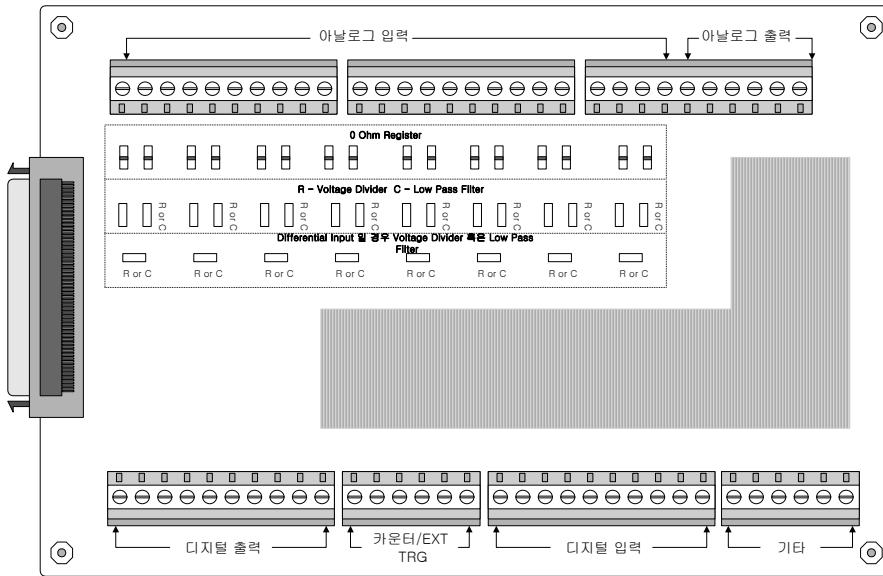 아날로그 입력
아날로그 출력
0 Ohm Register
R - Voltage Divider C - Low Pass Filter
R or C R or C R or C R or C R or C R or C R or C R or C
Differential Input 일 경우 Voltage Divider 혹은 Low Pass
Filter
R or C R or C R or C R or C R or C R or C R or C R or C
디지털 출력
카운터/EXT
TRG
디지털 입력
기타